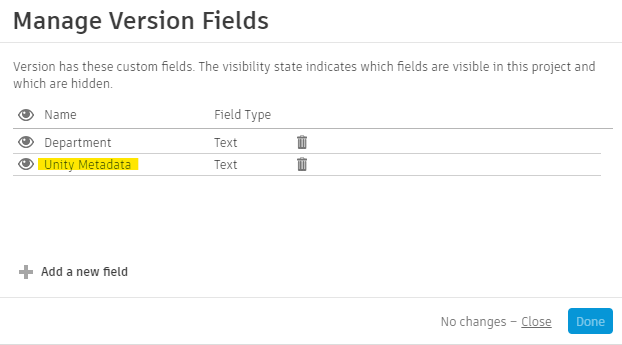 Manage Version Fields
Version has these custom fields. The visibility state indicates which fields are visible in this project and
which are hidden.
Name Field Type
Department Text
Unity Metadata Text
Add a new field
No changes – Close Done